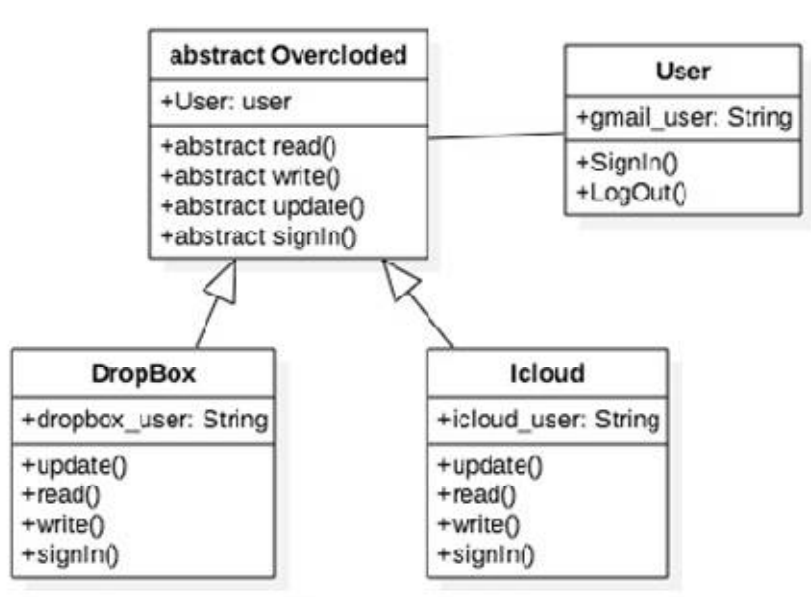 abstract Overcloded
+User: user
+abstract read()
+abstract write()
+abstract update()
+abstract signIn()
User
+gmail_user: String
+SignIn()
+LogOut()
DropBox
+dropbox_user: String
+update()
+read()
+write()
+signIn()
Icloud
+icloud_user: String
+update()
+read()
+write()
+signIn()